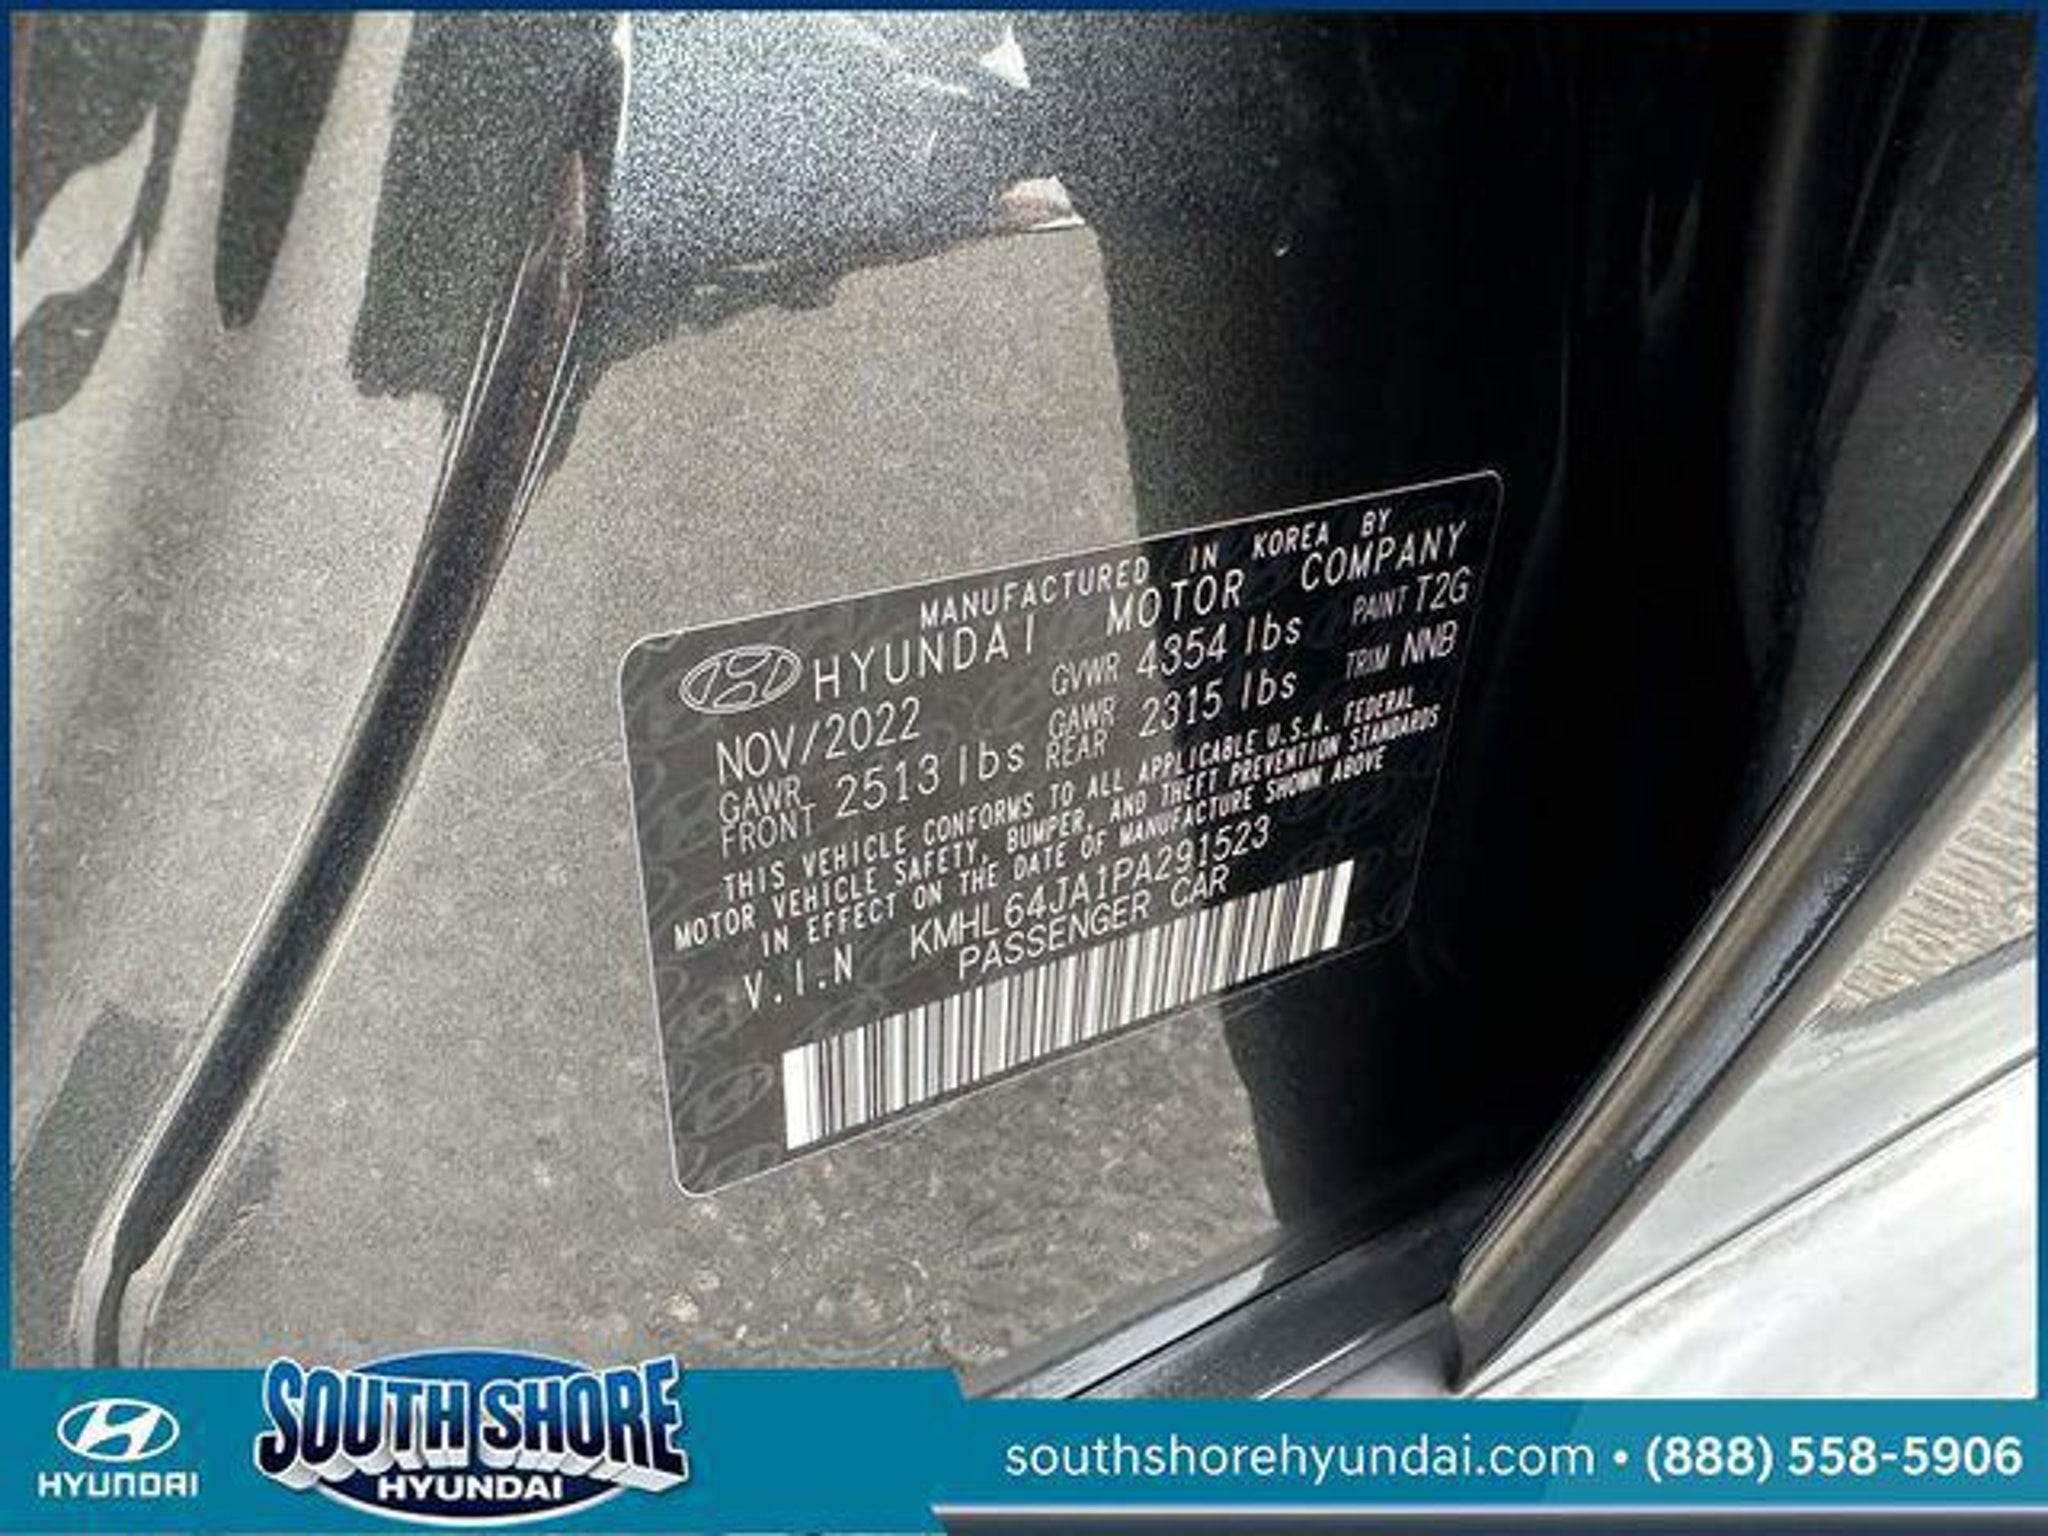 MANUFACTURED IN KOREA BY
HYUNDAI MOTOR COMPANY
NOV/2022 GVWR 4354 lbs PAINT T2G
GAWR FRONT 2513 lbs GAWR REAR 2315 lbs TRIM NNB
THIS VEHICLE CONFORMS TO ALL APPLICABLE U.S.A. FEDERAL
MOTOR VEHICLE SAFETY, BUMPER, AND THEFT PREVENTION STANDARDS
IN EFFECT ON THE DATE OF MANUFACTURE SHOWN ABOVE
V.I.N KMHL64JA1PA291523
PASSENGER CAR
HYUNDAI
SOUTH SHORE
HYUNDAI
southshorehyundai.com • (888) 558-5906